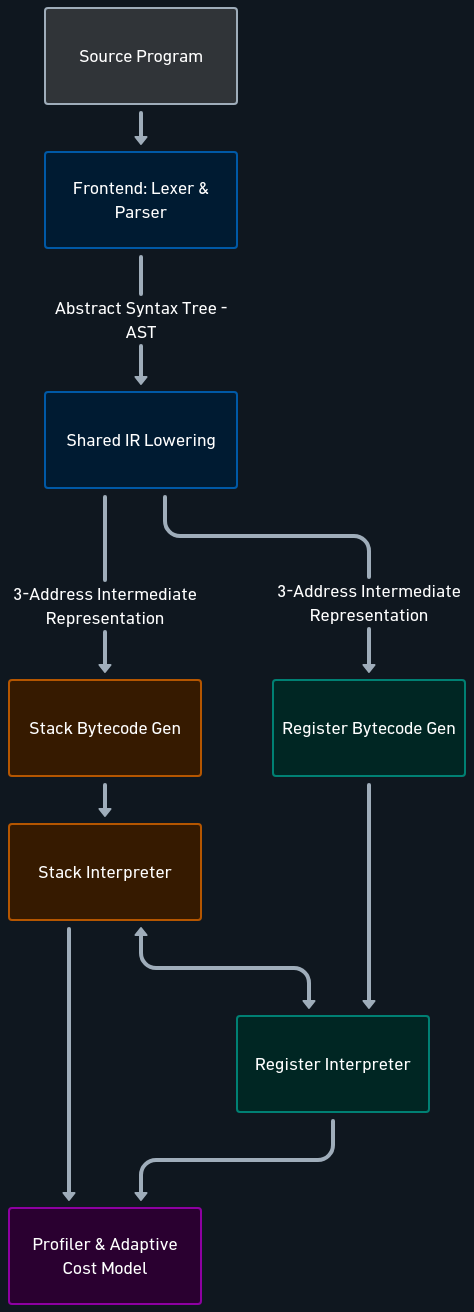 Source Program
Frontend: Lexer &
Parser
Abstract Syntax Tree -
AST
Shared IR Lowering
3-Address Intermediate
Representation
3-Address Intermediate
Representation
Stack Bytecode Gen
Register Bytecode Gen
Stack Interpreter
Register Interpreter
Profiler & Adaptive
Cost Model